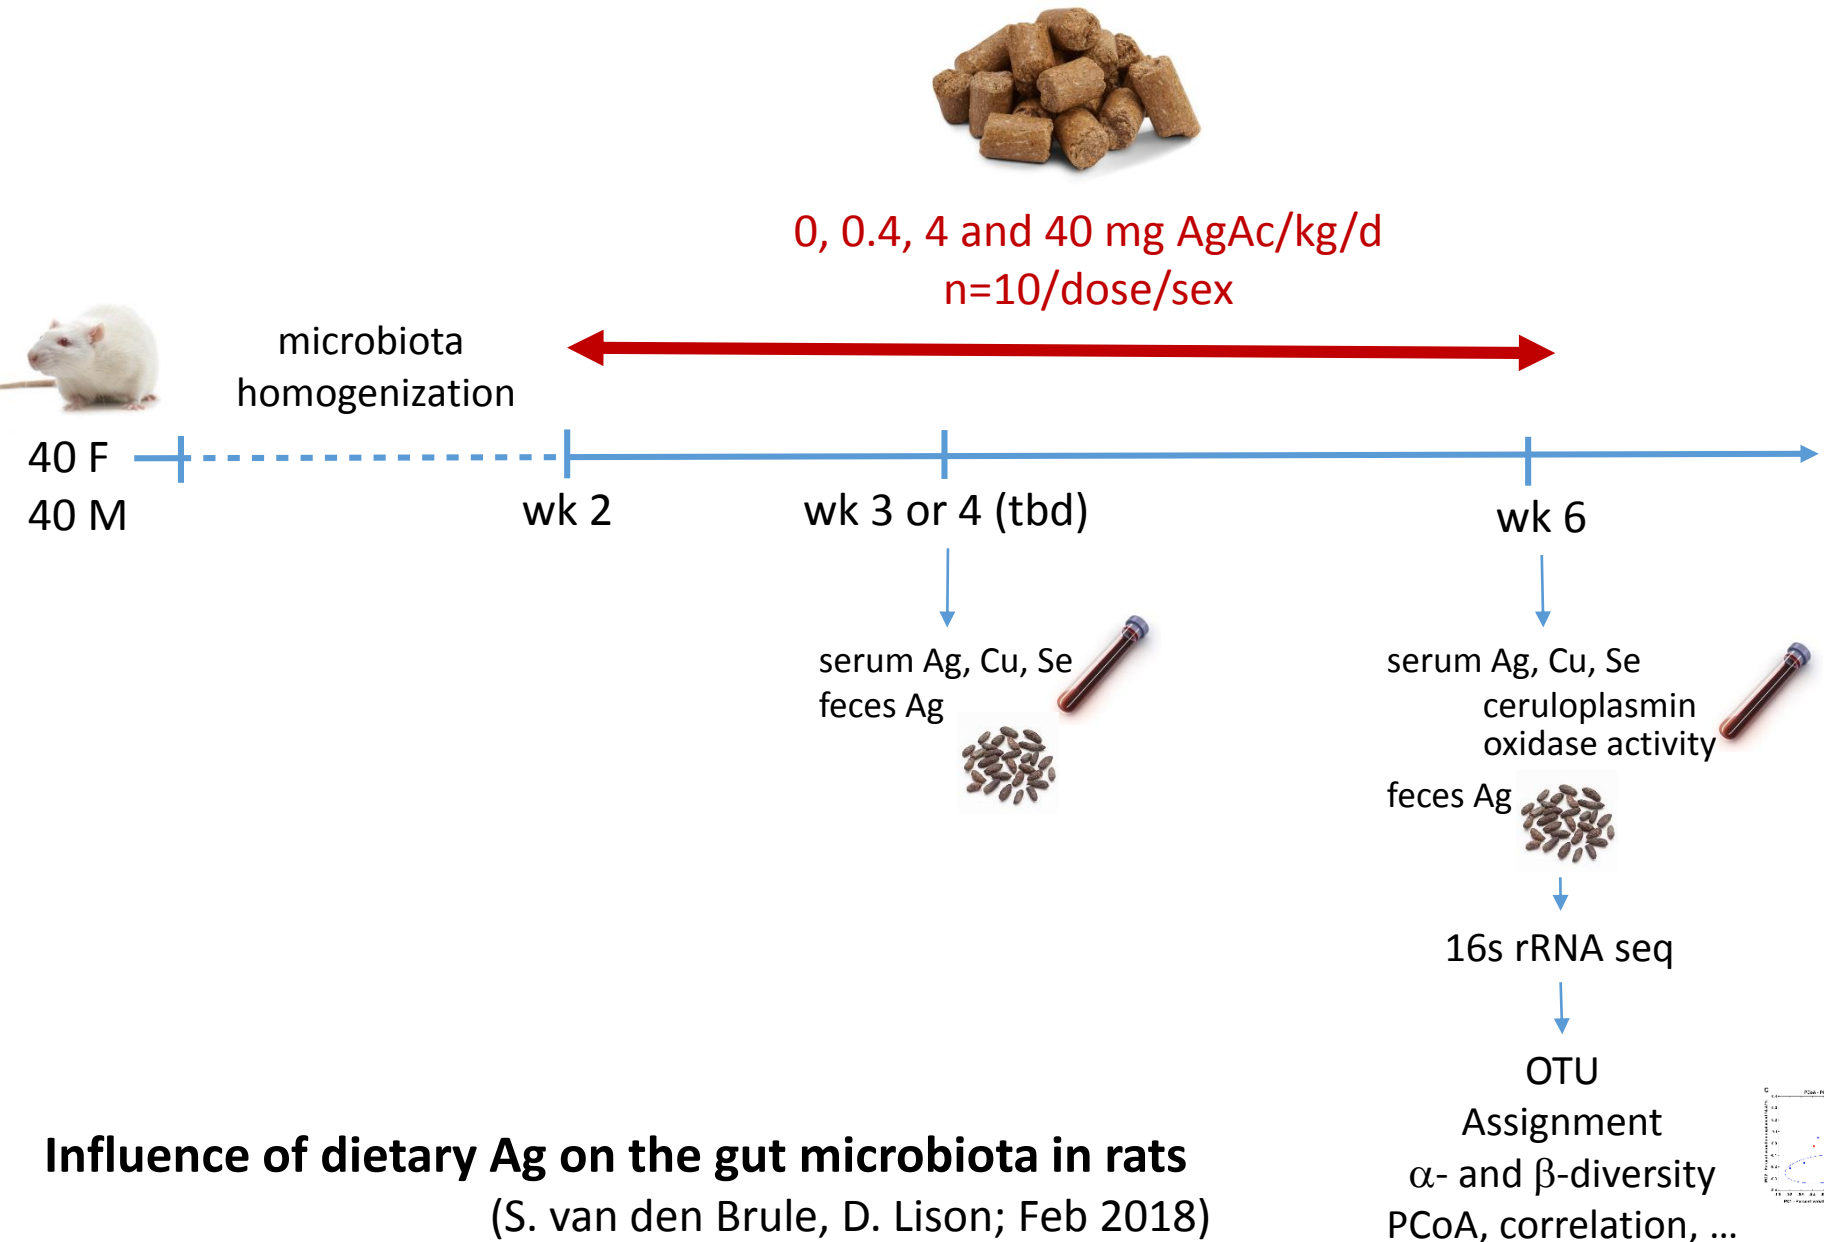 0, 0.4, 4 and 40 mg AgAc/kg/d
n=10/dose/sex
microbiota
homogenization
40 F
40 M
wk 2
wk 3 or 4 (tbd)
wk 6
serum Ag, Cu, Se
feces Ag
serum Ag, Cu, Se
ceruloplasmin
oxidase activity
feces Ag
16s rRNA seq
OTU
Assignment
α- and β-diversity
PCoA, correlation, ...
Influence of dietary Ag on the gut microbiota in rats
(S. van den Brule, D. Lison; Feb 2018)